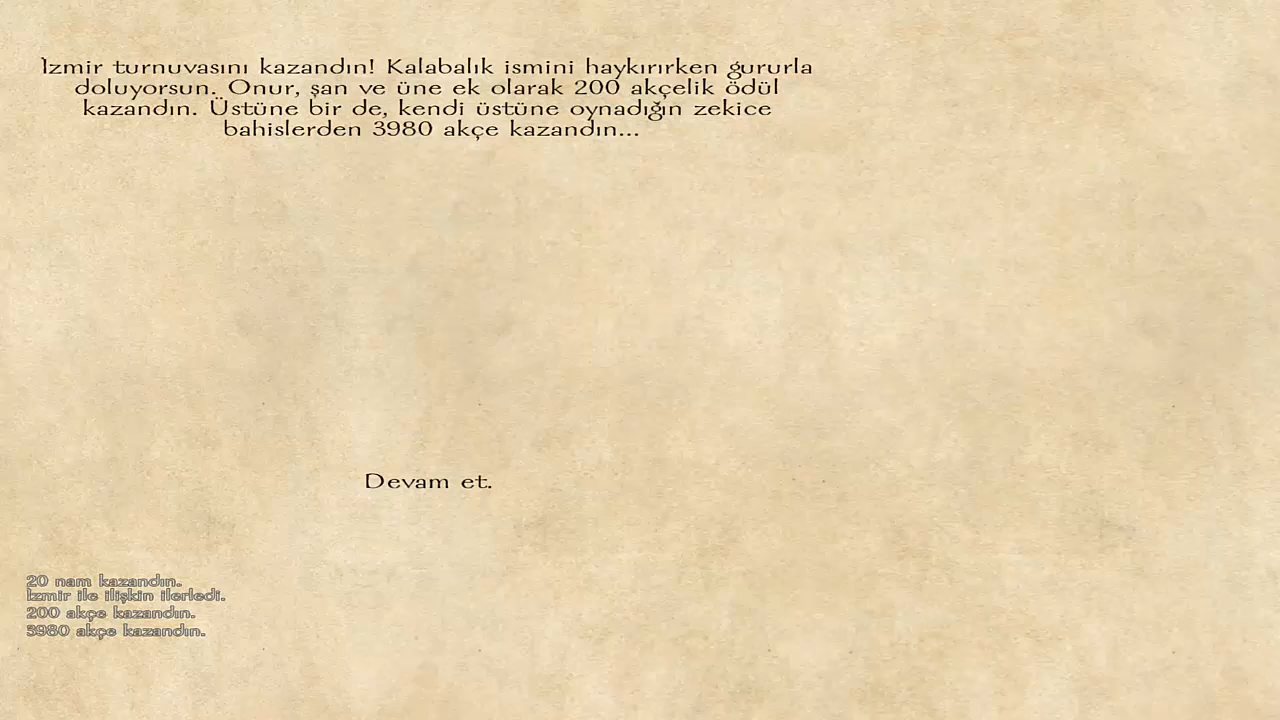 İzmir turnuvasını kazandın! Kalabalık ismini haykırırken gururla
doluyorsun. Onur, şan ve üne ek olarak 200 akçelik ödül
kazandın. Üstüne bir de, kendi üstüne oynadığın zekice
bahislerden 3980 akçe kazandın...
Devam et.
20 nam kazandın.
İzmir ile ilişkin ilerledi.
200 akçe kazandın.
3980 akçe kazandın.